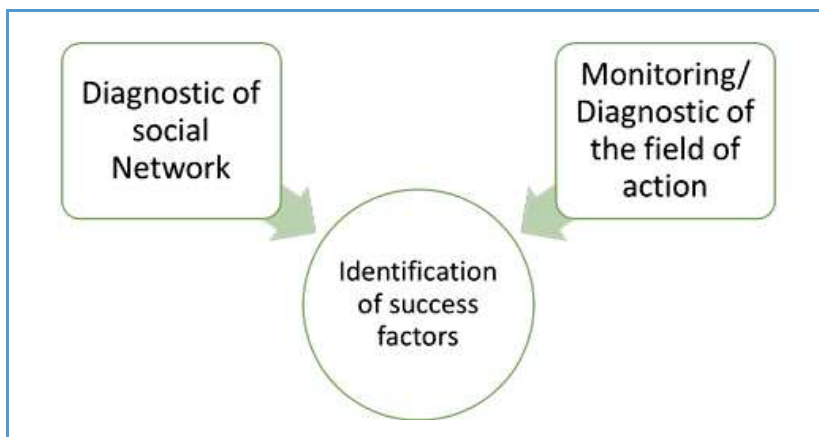 Diagnostic of
social
Network
Monitoring/
Diagnostic of
the field of
action
Identification
of success
factors